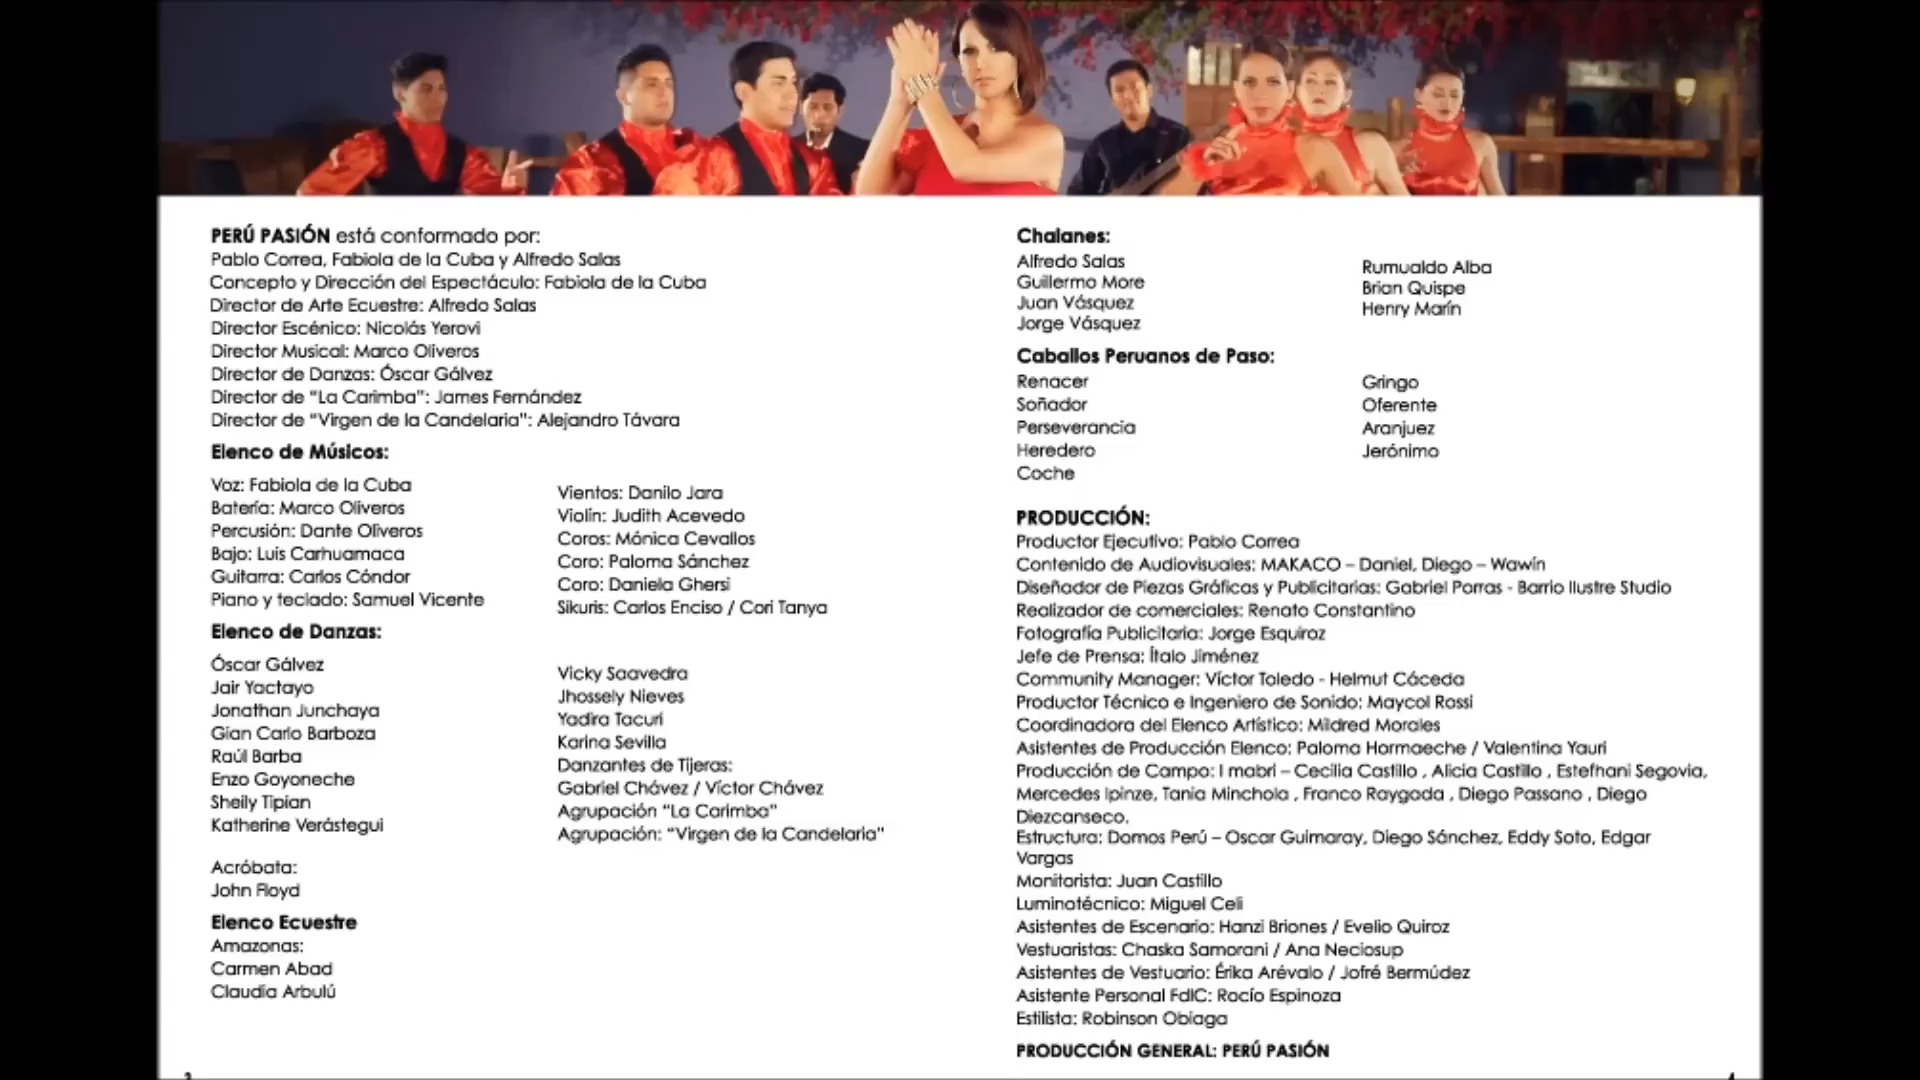 PERÚ PASIÓN está conformado por:
Pablo Correa, Fabiola de la Cuba y Alfredo Salas
Concepto y Dirección del Espectáculo: Fabiola de la Cuba
Director de Arte Ecuestre: Alfredo Salas
Director Escénico: Nicolás Yerovi
Director Musical: Marco Oliveros
Director de Danzas: Óscar Gálvez
Director de “La Carimba”: James Fernández
Director de “Virgen de la Candelaria”: Alejandro Távara
Elenco de Músicos:
Voz: Fabiola de la Cuba
Batería: Marco Oliveros
Percusión: Dante Oliveros
Bajo: Luis Carhuamaca
Guitarra: Carlos Cóndor
Piano y teclado: Samuel Vicente
Vientos: Danilo Jara
Violín: Judith Acevedo
Coros: Mónica Cevallos
Coro: Paloma Sánchez
Coro: Daniela Ghersi
Sikuris: Carlos Enciso / Cori Tanya
Elenco de Danzas:
Óscar Gálvez
Jair Yactayo
Jonathan Junchaya
Gian Carlo Barboza
Raúl Barba
Enzo Goyoneche
Sheily Tipian
Katherine Verástegui
Vicky Saavedra
Jhossely Nieves
Yadira Tacuri
Karina Sevilla
Danzantes de Tijeras:
Gabriel Chávez / Víctor Chávez
Agrupación “La Carimba”
Agrupación: “Virgen de la Candelaria”
Acróbata:
John Floyd
Elenco Ecuestre
Amazonas:
Carmen Abad
Claudia Arbulú
Chalanes:
Alfredo Salas
Guillermo More
Juan Vásquez
Jorge Vásquez
Rumualdo Alba
Brian Quispe
Henry Marín
Caballos Peruanos de Paso:
Renacer
Soñador
Perseverancia
Heredero
Coche
Gringo
Oferente
Aranjuez
Jerónimo
PRODUCCIÓN:
Productor Ejecutivo: Pablo Correa
Contenido de Audiovisuales: MAKACO – Daniel, Diego – Wawín
Diseñador de Piezas Gráficas y Publicitarias: Gabriel Porras - Barrio Ilustre Studio
Realizador de comerciales: Renato Constantino
Fotografía Publicitaria: Jorge Esquiroz
Jefe de Prensa: Ítalo Jiménez
Community Manager: Víctor Toledo - Helmut Cáceda
Productor Técnico e Ingeniero de Sonido: Maycol Rossi
Coordinadora del Elenco Artístico: Mildred Morales
Asistentes de Producción Elenco: Paloma Hormaeche / Valentina Yauri
Producción de Campo: I mabri – Cecilia Castillo , Alicia Castillo , Estefhani Segovia,
Mercedes Ipinze, Tania Minchola , Franco Raygada , Diego Passano , Diego
Diezcanseco.
Estructura: Domos Perú – Oscar Guimaray, Diego Sánchez, Eddy Soto, Edgar
Vargas
Monitorista: Juan Castillo
Luminotécnico: Miguel Celi
Asistentes de Escenario: Hanzi Briones / Evelio Quiroz
Vestuaristas: Chaska Samorani / Ana Neciosup
Asistentes de Vestuario: Érika Arévalo / Jofré Bermúdez
Asistente Personal FdlC: Rocío Espinoza
Estilista: Robinson Obiaga
PRODUCCIÓN GENERAL: PERÚ PASIÓN